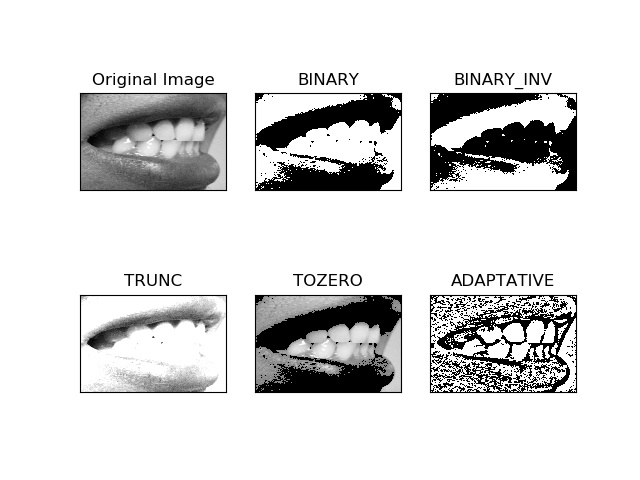 Original Image
BINARY
BINARY_INV
TRUNC
TOZERO
ADAPTATIVE